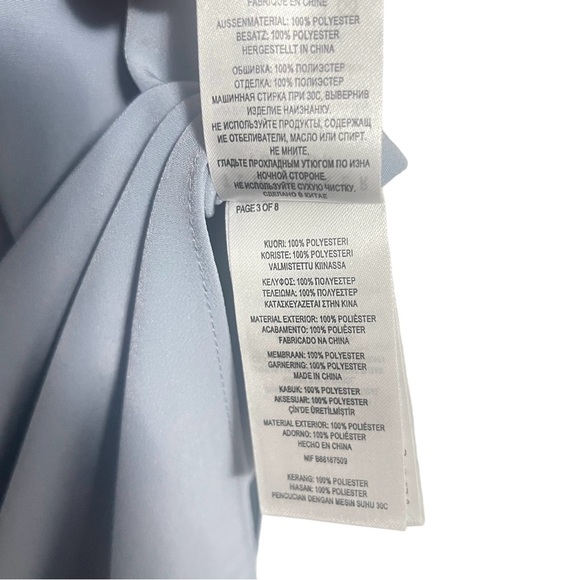 FABRIQUÉ EN CHINE
AUSSENMATERIAL: 100% POLYESTER
BESATZ: 100% POLYESTER
HERGESTELLT IN CHINA
ОБШИВКА: 100% ПОЛИЭСТЕР
ОТДЕЛКА: 100% ПОЛИЭСТЕР
МАШИННАЯ СТИРКА ПРИ 30С, ВЫВЕРНИВ
ИЗДЕЛИЕ НАИЗНАНКУ.
НЕ ИСПОЛЬЗУЙТЕ ПРОДУКТЫ, СОДЕРЖАЩ
ИЕ ОТБЕЛИВАТЕЛИ, МАСЛО ИЛИ СПИРТ.
НЕ МНИТЕ.
ГЛАДЬТЕ ПРОХЛАДНЫМ УТЮГОМ ПО ИЗНА
НОЧНОЙ СТОРОНЕ.
НЕ ИСПОЛЬЗУЙТЕ СУХУЮ ЧИСТКУ.
СДЕЛАНО В КИТАЕ
PAGE 3 OF 8
KUORI: 100% POLYESTERI
KORISTE: 100% POLYESTERI
VALMISTETTU KIINASSA
ΚΕΛΥΦΟΣ: 100% ΠΟΛΥΕΣΤΕΡ
ΤΕΛΕΙΩΜΑ: 100% ΠΟΛΥΕΣΤΕΡ
ΚΑΤΑΣΚΕΥΑΖΕΤΑΙ ΣΤΗΝ ΚΙΝΑ
MATERIAL EXTERIOR: 100% POLIÉSTER
ACABAMENTO: 100% POLIÉSTER
FABRICADO NA CHINA
MEMBRAAN: 100% POLYESTER
GARNERING: 100% POLYESTER
MADE IN CHINA
KABUK: 100% POLYESTER
AKSESUAR: 100% POLYESTER
ÇİN'DE ÜRETİLMİŞTİR
MATERIAL EXTERIOR: 100% POLIÉSTER
ADORNO: 100% POLIÉSTER
HECHO EN CHINA
NIF B66167509
KERANG: 100% POLIESTER
HIASAN: 100% POLIESTER
PENCUCIAN DENGAN MESIN SUHU 30C